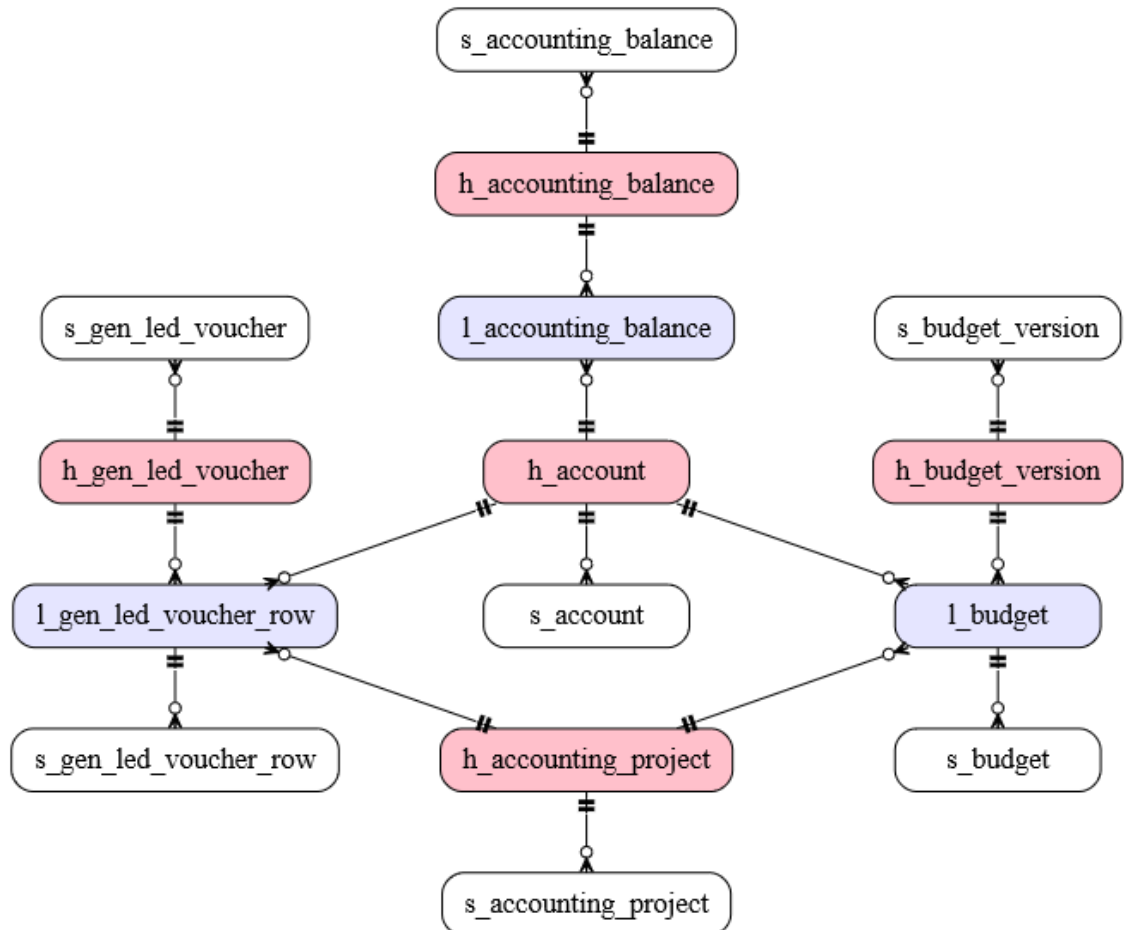 s_accounting_balance
h_accounting_balance
s_gen_led_voucher
l_accounting_balance
s_budget_version
h_gen_led_voucher
h_account
h_budget_version
l_gen_led_voucher_row
s_account
l_budget
s_gen_led_voucher_row
h_accounting_project
s_budget
s_accounting_project